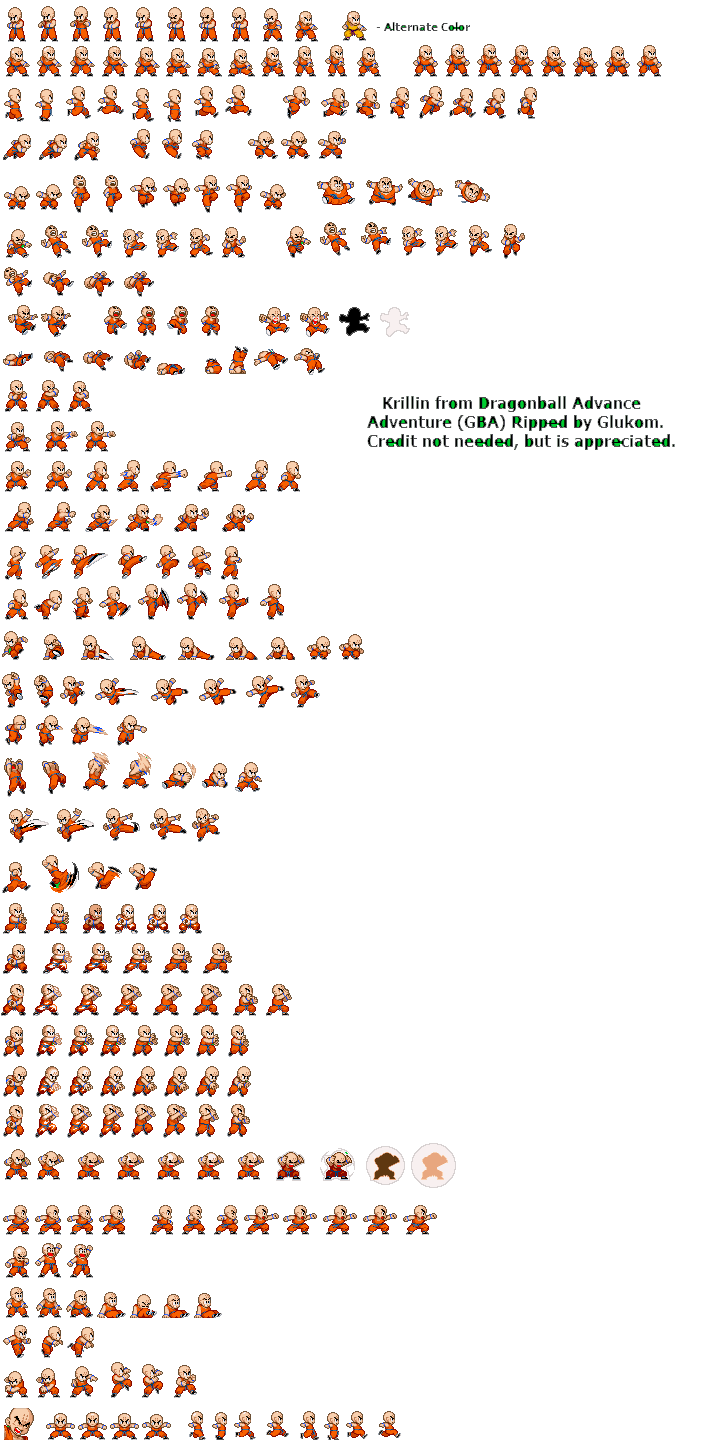 - Alternate Color
Krillin from Dragonball Advance
Adventure (GBA) Ripped by Glukom.
Credit not needed, but is appreciated.